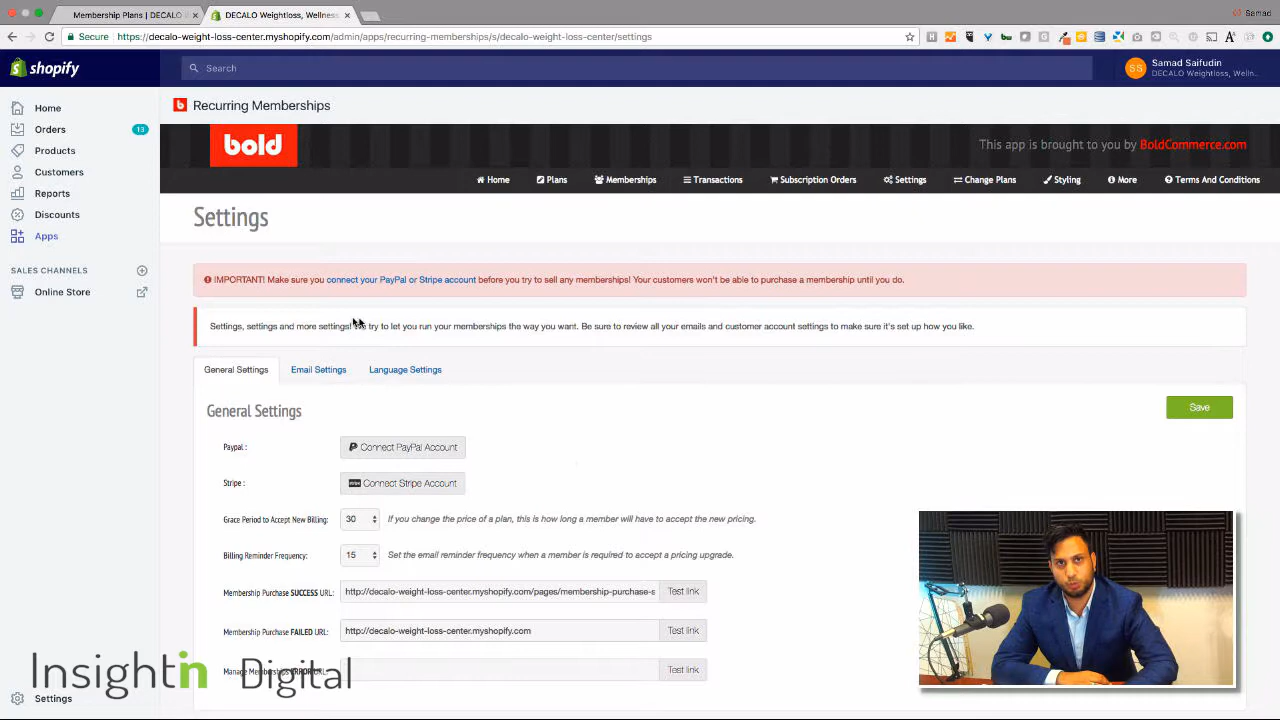 Membership Plans | DECALO
DECALO Weightloss, Wellness
Samad
Secure
https://decalo-weight-loss-center.myshopify.com/admin/apps/recurring-memberships/s/decalo-weight-loss-center/settings
shopify
Search
SS
Samad Saifudin
DECALO Weightloss, Welln...
Home
Orders
13
Products
Customers
Reports
Discounts
Apps
SALES CHANNELS
Online Store
Settings
b
Recurring Memberships
bold
This app is brought to you by BoldCommerce.com
Home
Plans
Memberships
Transactions
Subscription Orders
Settings
Change Plans
Styling
More
Terms And Conditions
Settings
IMPORTANT! Make sure you connect your PayPal or Stripe account before you try to sell any memberships! Your customers won't be able to purchase a membership until you do.
Settings, settings and more settings! We try to let you run your memberships the way you want. Be sure to review all your emails and customer account settings to make sure it's set up how you like.
General Settings
Email Settings
Language Settings
General Settings
Save
Paypal :
Connect PayPal Account
Stripe :
Connect Stripe Account
Grace Period to Accept New Billing:
30
If you change the price of a plan, this is how long a member will have to accept the new pricing.
Billing Reminder Frequency:
15
Set the email reminder frequency when a member is required to accept a pricing upgrade.
Membership Purchase SUCCESS URL:
http://decalo-weight-loss-center.myshopify.com/pages/membership-purchase-s
Test link
Membership Purchase FAILED URL:
http://decalo-weight-loss-center.myshopify.com
Test link
Manage Memberships ERROR URL:
Test link
Insightin Digital